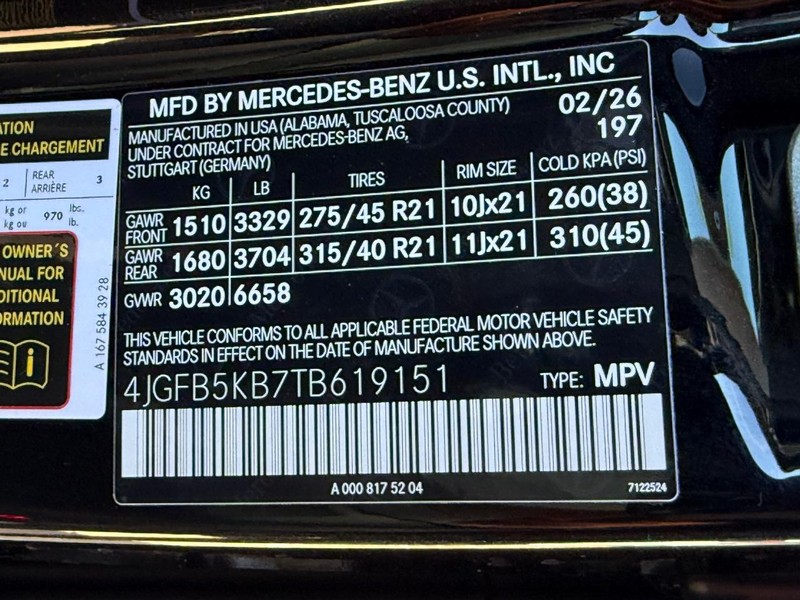 ATION
E CHARGEMENT
2 REAR ARRIÈRE 3
kg or 970 lbs.
kg ou lb.
OWNER´S
NUAL FOR
DITIONAL
ORMATION
i
A 167 584 39 28
MFD BY MERCEDES-BENZ U.S. INTL., INC
MANUFACTURED IN USA (ALABAMA, TUSCALOOSA COUNTY) 02/26
UNDER CONTRACT FOR MERCEDES-BENZ AG, 197
STUTTGART (GERMANY)
KG LB TIRES RIM SIZE COLD KPA (PSI)
GAWR FRONT 1510 3329 275/45 R21 10Jx21 260(38)
GAWR REAR 1680 3704 315/40 R21 11Jx21 310(45)
GVWR 3020 6658
THIS VEHICLE CONFORMS TO ALL APPLICABLE FEDERAL MOTOR VEHICLE SAFETY
STANDARDS IN EFFECT ON THE DATE OF MANUFACTURE SHOWN ABOVE.
4JGFB5KB7TB619151 TYPE: MPV
A 000 817 52 04 7122524